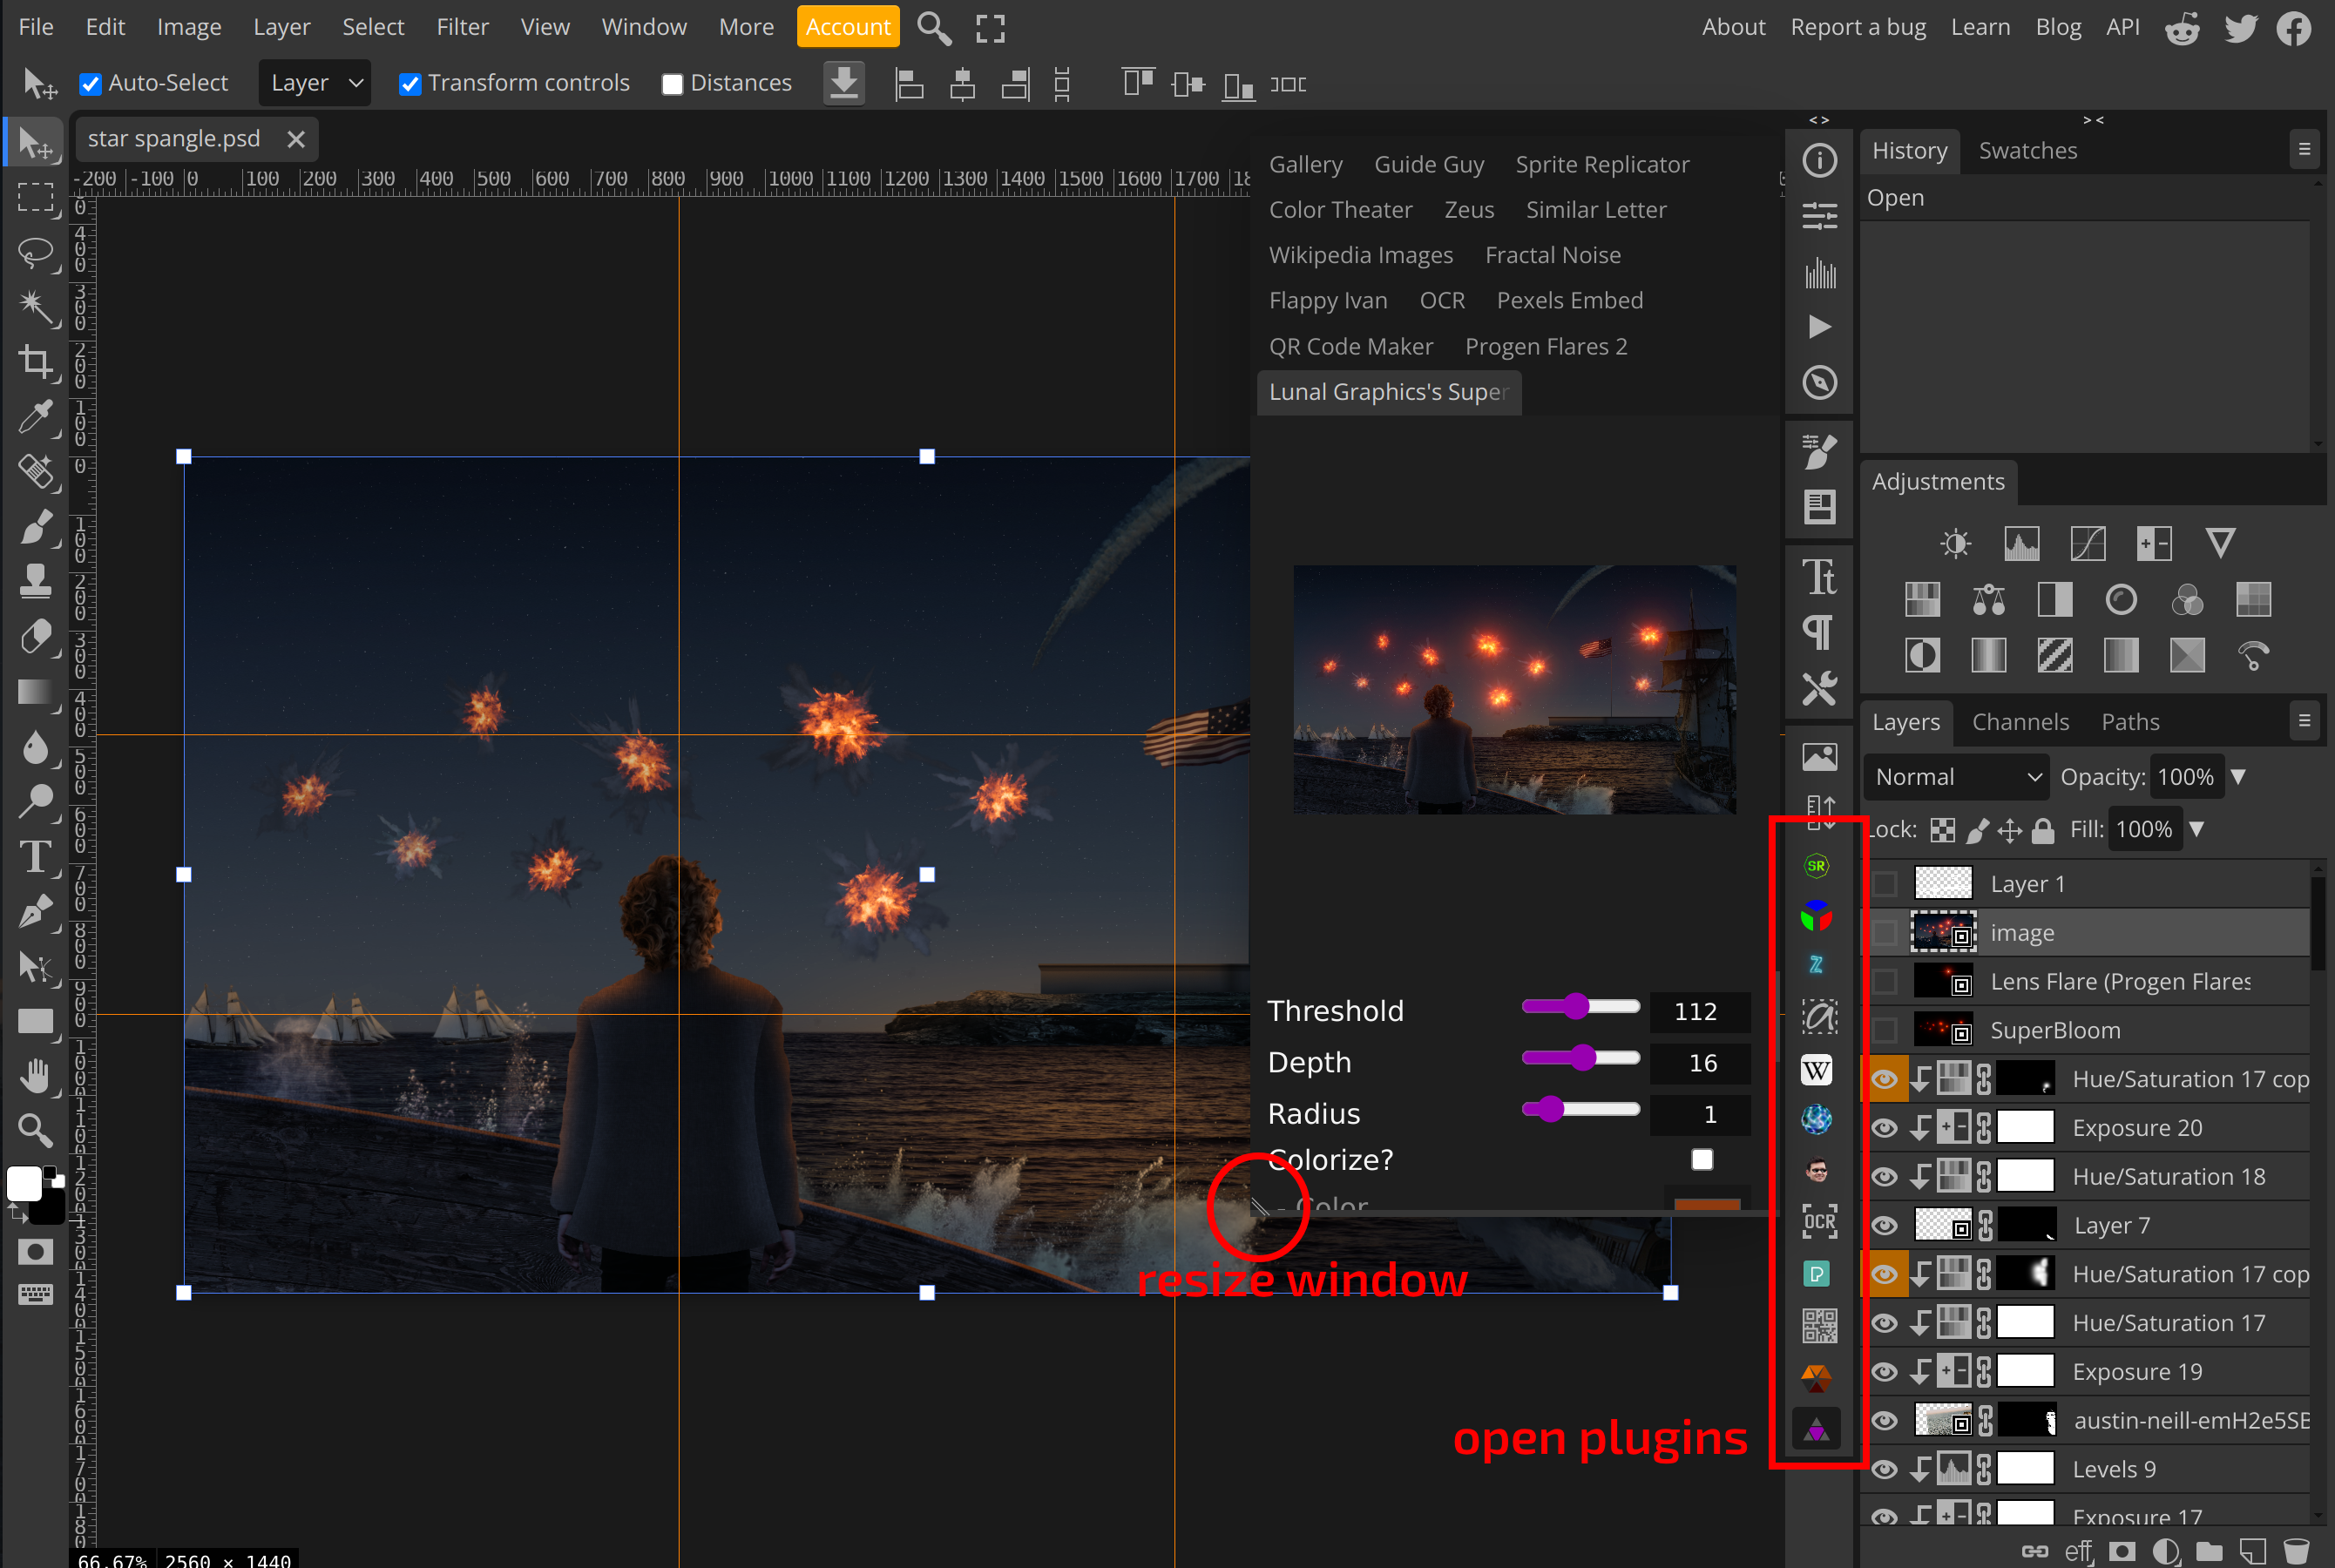 File Edit Image Layer Select Filter View Window More Account About Report a bug Learn Blog API
Auto-Select Layer Transform controls Distances
star spangle.psd
-200 -100 0 100 200 300 400 500 600 700 800 900 1000 1100 1200 1300 1400 1500 1600 1700
Gallery Guide Guy Sprite Replicator
Color Theater Zeus Similar Letter
Wikipedia Images Fractal Noise
Flappy Ivan OCR Pexels Embed
QR Code Maker Progen Flares 2
Lunal Graphics's Super
Threshold 112
Depth 16
Radius 1
Colorize?
- Color
resize window
open plugins
< >
SR
Z
a
W
OCR
P
> <
History Swatches
Open
Adjustments
Layers Channels Paths
Normal Opacity: 100%
Lock: Fill: 100%
Layer 1
image
Lens Flare (Progen Flares
SuperBloom
Hue/Saturation 17 cop
Exposure 20
Hue/Saturation 18
Layer 7
Hue/Saturation 17 cop
Hue/Saturation 17
Exposure 19
austin-neill-emH2e5SB
Levels 9
Exposure 17
eff
66.67% 2560 × 1440